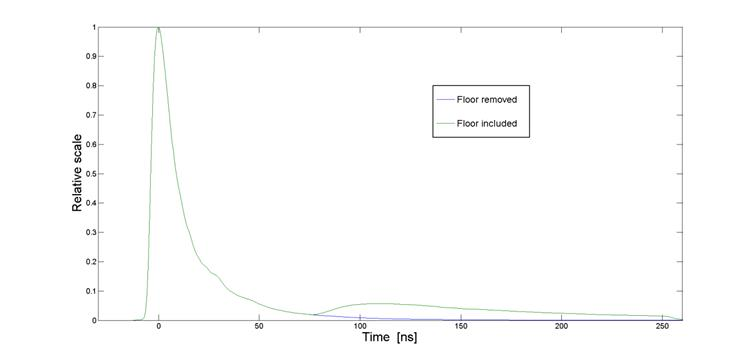 1
0.9
0.8
0.7
0.6
0.5
0.4
0.3
0.2
0.1
0
Relative scale
Floor removed
Floor included
0 50 100 150 200 250
Time [ns]